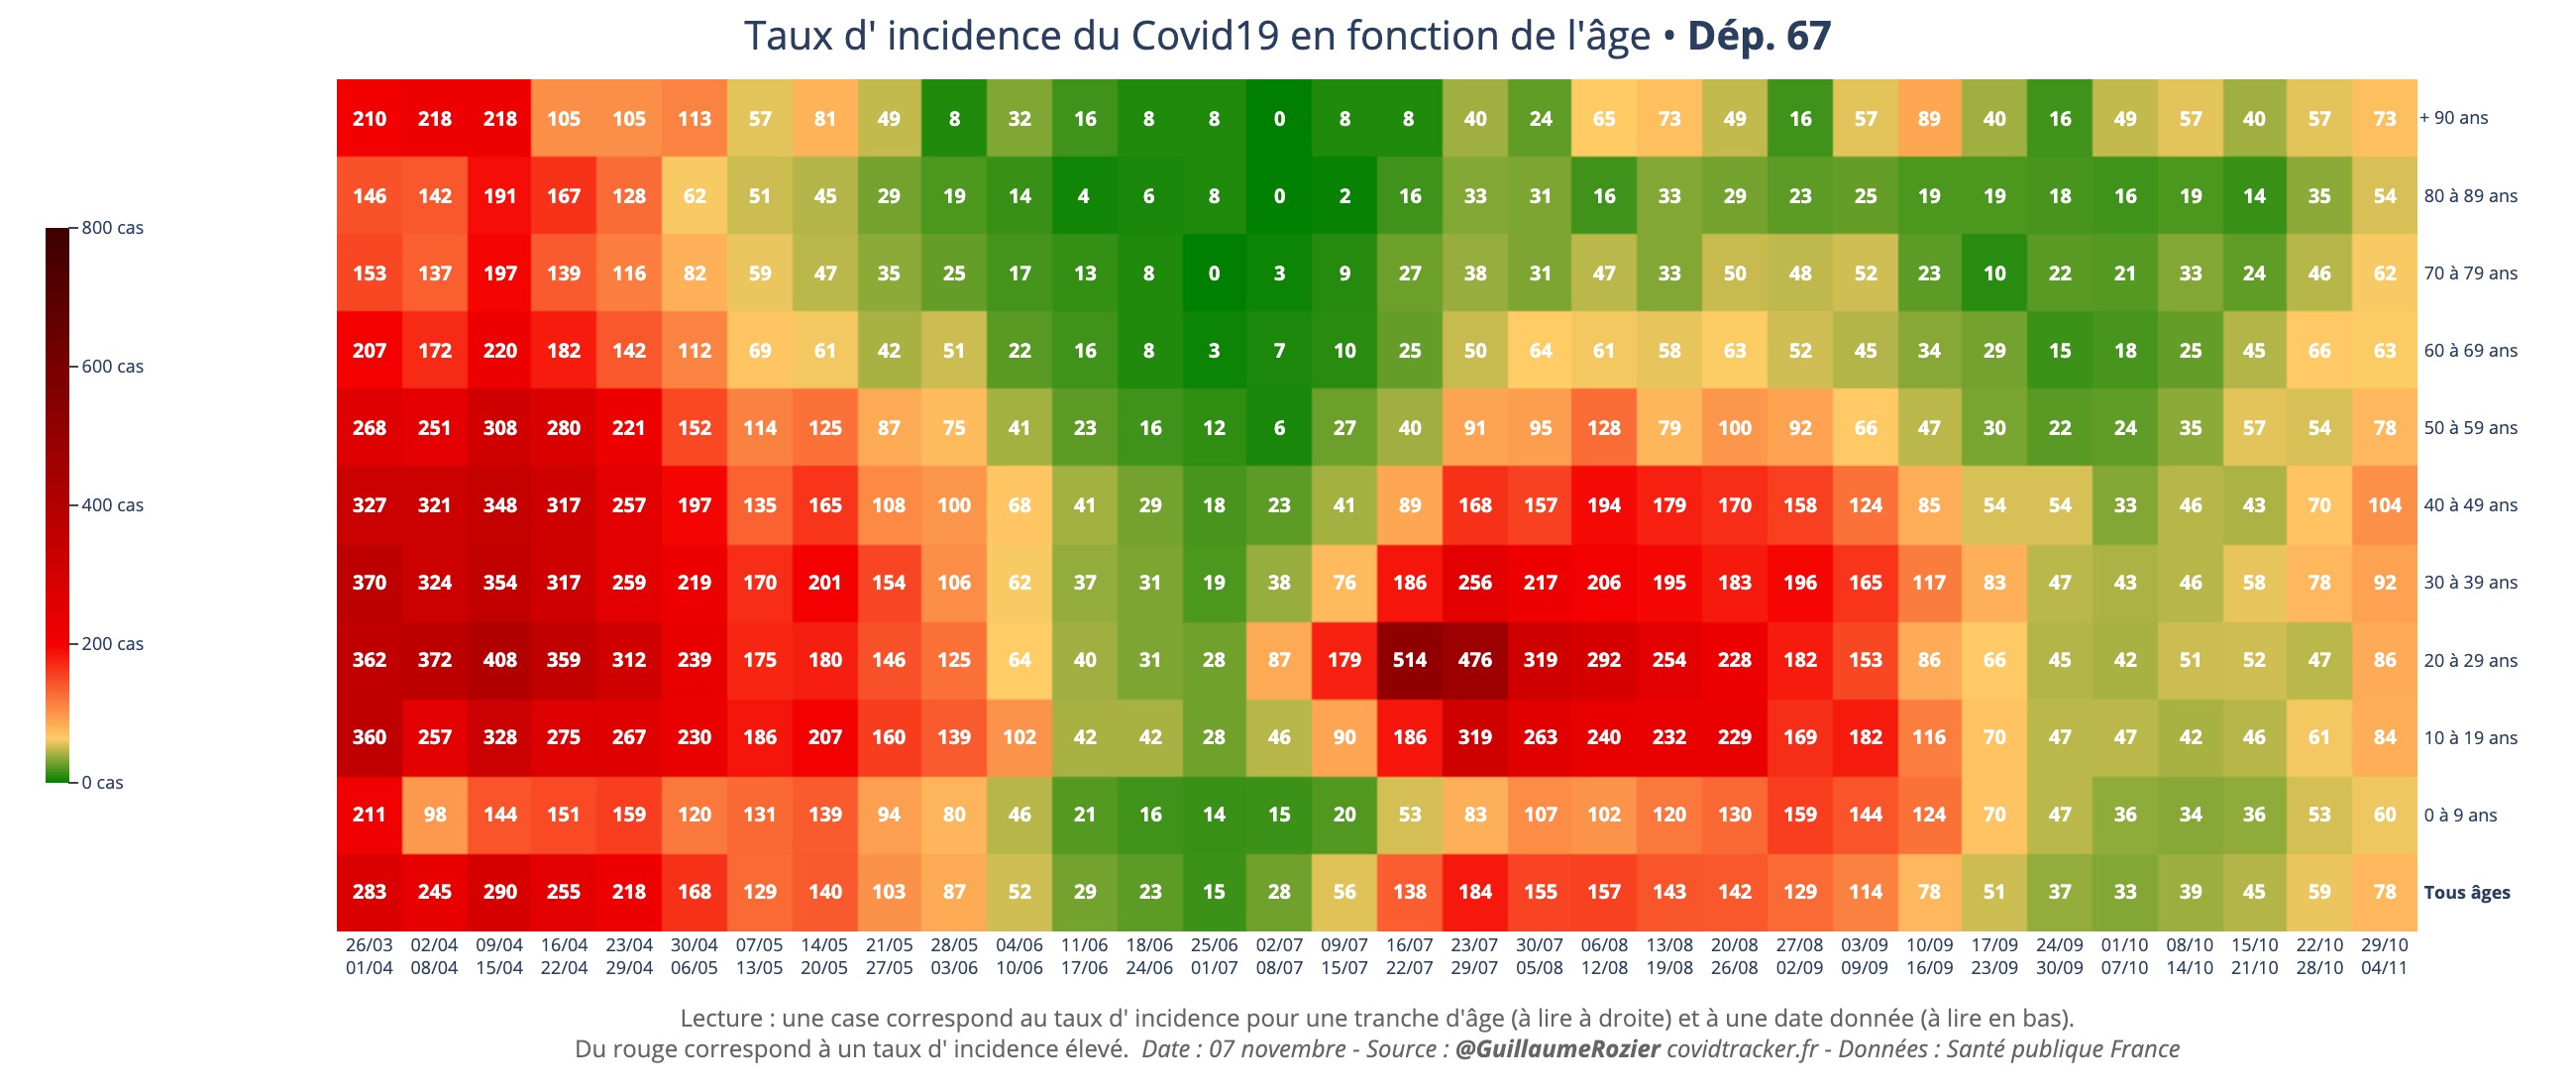 Taux d' incidence du Covid19 en fonction de l'âge • Dép. 67
800 cas
600 cas
400 cas
200 cas
0 cas
210 218 218 105 105 113 57 81 49 8 32 16 8 8 0 8 8 40 24 65 73 49 16 57 89 40 16 49 57 40 57 73 + 90 ans
146 142 191 167 128 62 51 45 29 19 14 4 6 8 0 2 16 33 31 16 33 29 23 25 19 19 18 16 19 14 35 54 80 à 89 ans
153 137 197 139 116 82 59 47 35 25 17 13 8 0 3 9 27 38 31 47 33 50 48 52 23 10 22 21 33 24 46 62 70 à 79 ans
207 172 220 182 142 112 69 61 42 51 22 16 8 3 7 10 25 50 64 61 58 63 52 45 34 29 15 18 25 45 66 63 60 à 69 ans
268 251 308 280 221 152 114 125 87 75 41 23 16 12 6 27 40 91 95 128 79 100 92 66 47 30 22 24 35 57 54 78 50 à 59 ans
327 321 348 317 257 197 135 165 108 100 68 41 29 18 23 41 89 168 157 194 179 170 158 124 85 54 54 33 46 43 70 104 40 à 49 ans
370 324 354 317 259 219 170 201 154 106 62 37 31 19 38 76 186 256 217 206 195 183 196 165 117 83 47 43 46 58 78 92 30 à 39 ans
362 372 408 359 312 239 175 180 146 125 64 40 31 28 87 179 514 476 319 292 254 228 182 153 86 66 45 42 51 52 47 86 20 à 29 ans
360 257 328 275 267 230 186 207 160 139 102 42 42 28 46 90 186 319 263 240 232 229 169 182 116 70 47 47 42 46 61 84 10 à 19 ans
211 98 144 151 159 120 131 139 94 80 46 21 16 14 15 20 53 83 107 102 120 130 159 144 124 70 47 36 34 36 53 60 0 à 9 ans
283 245 290 255 218 168 129 140 103 87 52 29 23 15 28 56 138 184 155 157 143 142 129 114 78 51 37 33 39 45 59 78 Tous âges
26/03 02/04 09/04 16/04 23/04 30/04 07/05 14/05 21/05 28/05 04/06 11/06 18/06 25/06 02/07 09/07 16/07 23/07 30/07 06/08 13/08 20/08 27/08 03/09 10/09 17/09 24/09 01/10 08/10 15/10 22/10 29/10
01/04 08/04 15/04 22/04 29/04 06/05 13/05 20/05 27/05 03/06 10/06 17/06 24/06 01/07 08/07 15/07 22/07 29/07 05/08 12/08 19/08 26/08 02/09 09/09 16/09 23/09 30/09 07/10 14/10 21/10 28/10 04/11
Lecture : une case correspond au taux d' incidence pour une tranche d'âge (à lire à droite) et à une date donnée (à lire en bas).
Du rouge correspond à un taux d' incidence élevé. Date : 07 novembre - Source : @GuillaumeRozier covidtracker.fr - Données : Santé publique France